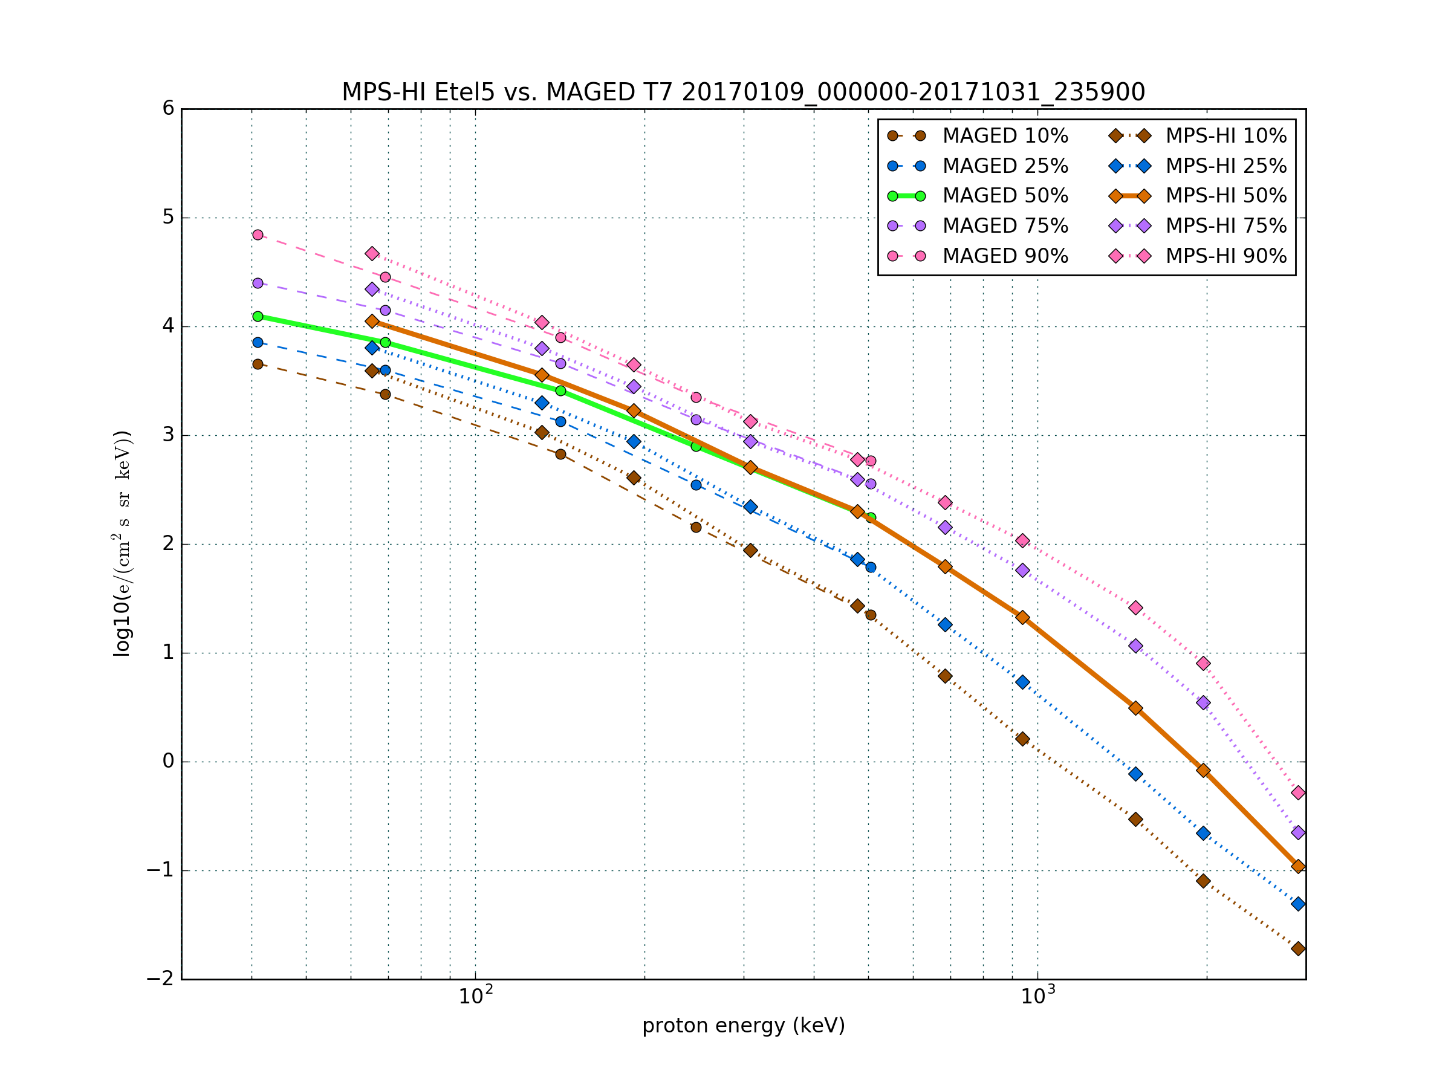 MPS-HI Etel5 vs. MAGED T7 20170109_000000-20171031_235900
MAGED 10%
MAGED 25%
MAGED 50%
MAGED 75%
MAGED 90%
MPS-HI 10%
MPS-HI 25%
MPS-HI 50%
MPS-HI 75%
MPS-HI 90%
6
5
4
3
2
1
0
−1
−2
log10(e/(cm² s sr keV))
10²
10³
proton energy (keV)